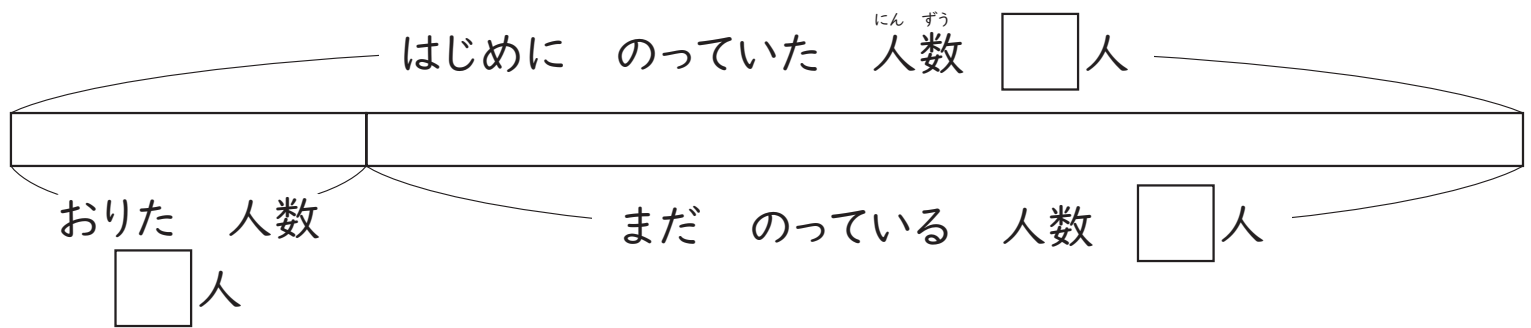 にん ずう
はじめに のっていた 人数 □人
おりた 人数
□人
まだ のっている 人数 □人